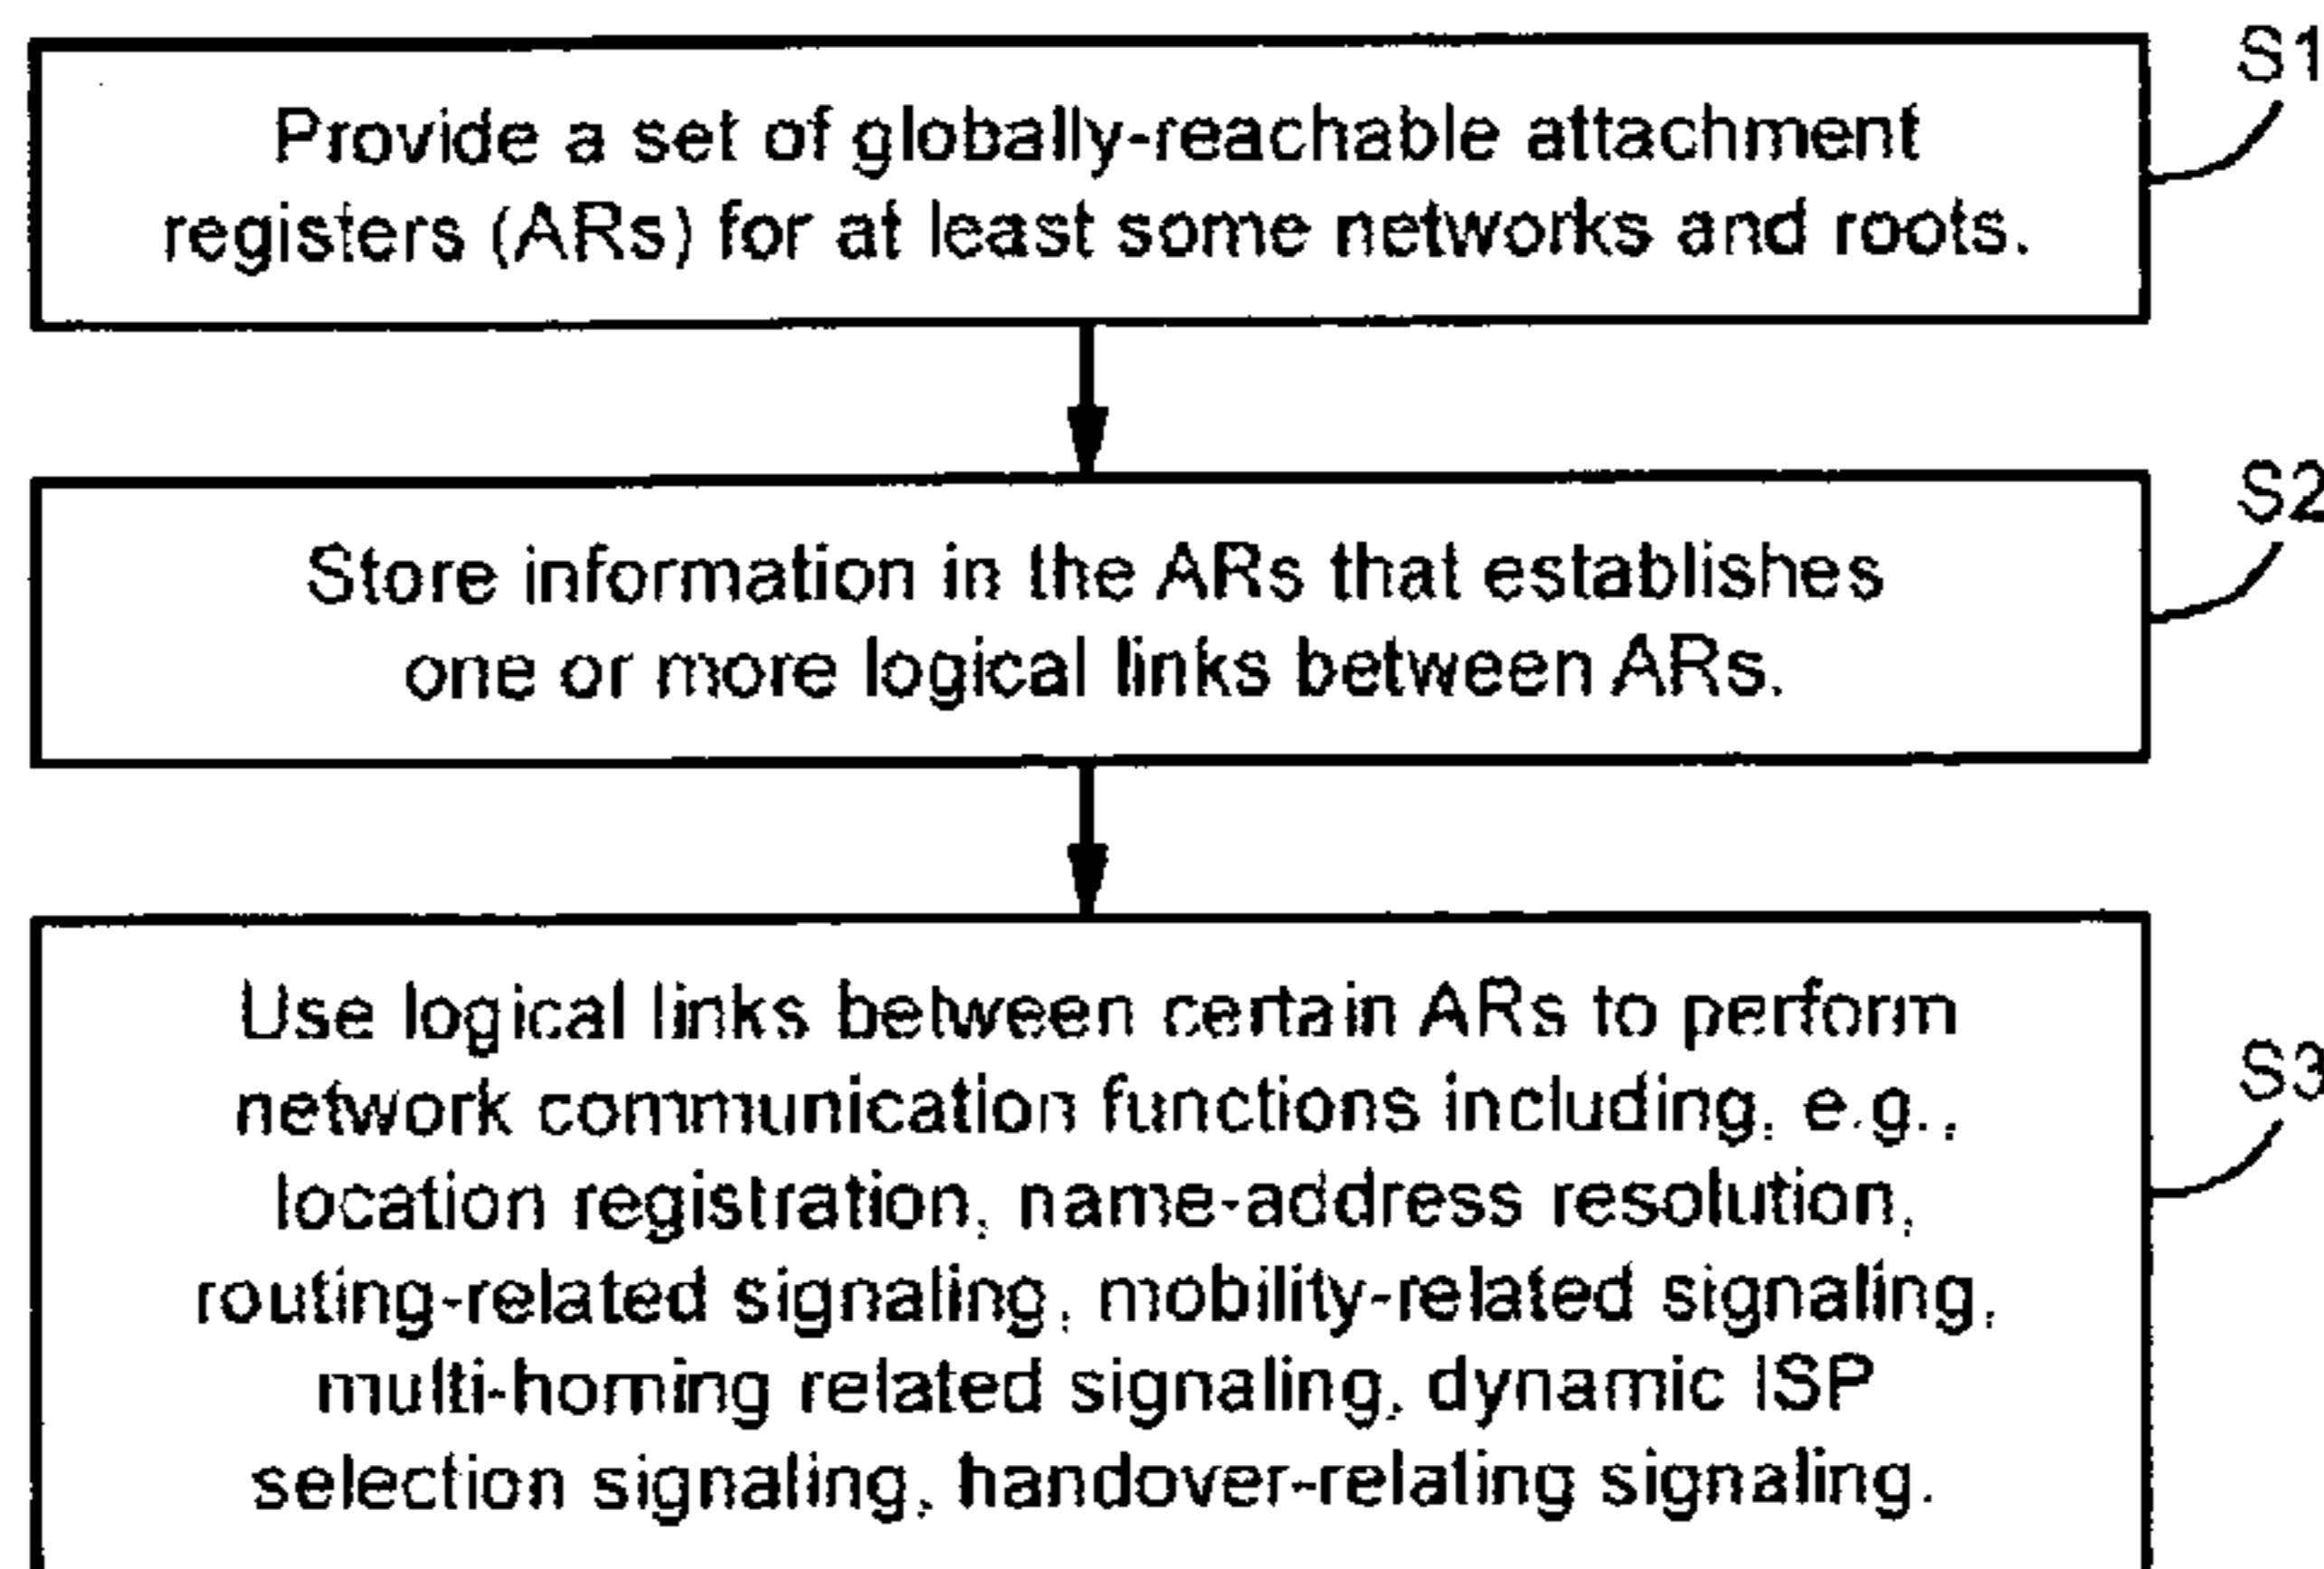 S1
Provide a set of globally-reachable attachment
registers (ARs) for at least some networks and roots.
S2
Store information in the ARs that establishes
one or more logical links between ARs.
S3
Use logical links between certain ARs to perform
network communication functions including, e.g.,
location registration, name-address resolution,
routing-related signaling, mobility-related signaling,
multi-homing related signaling, dynamic ISP
selection signaling, handover-relating signaling.